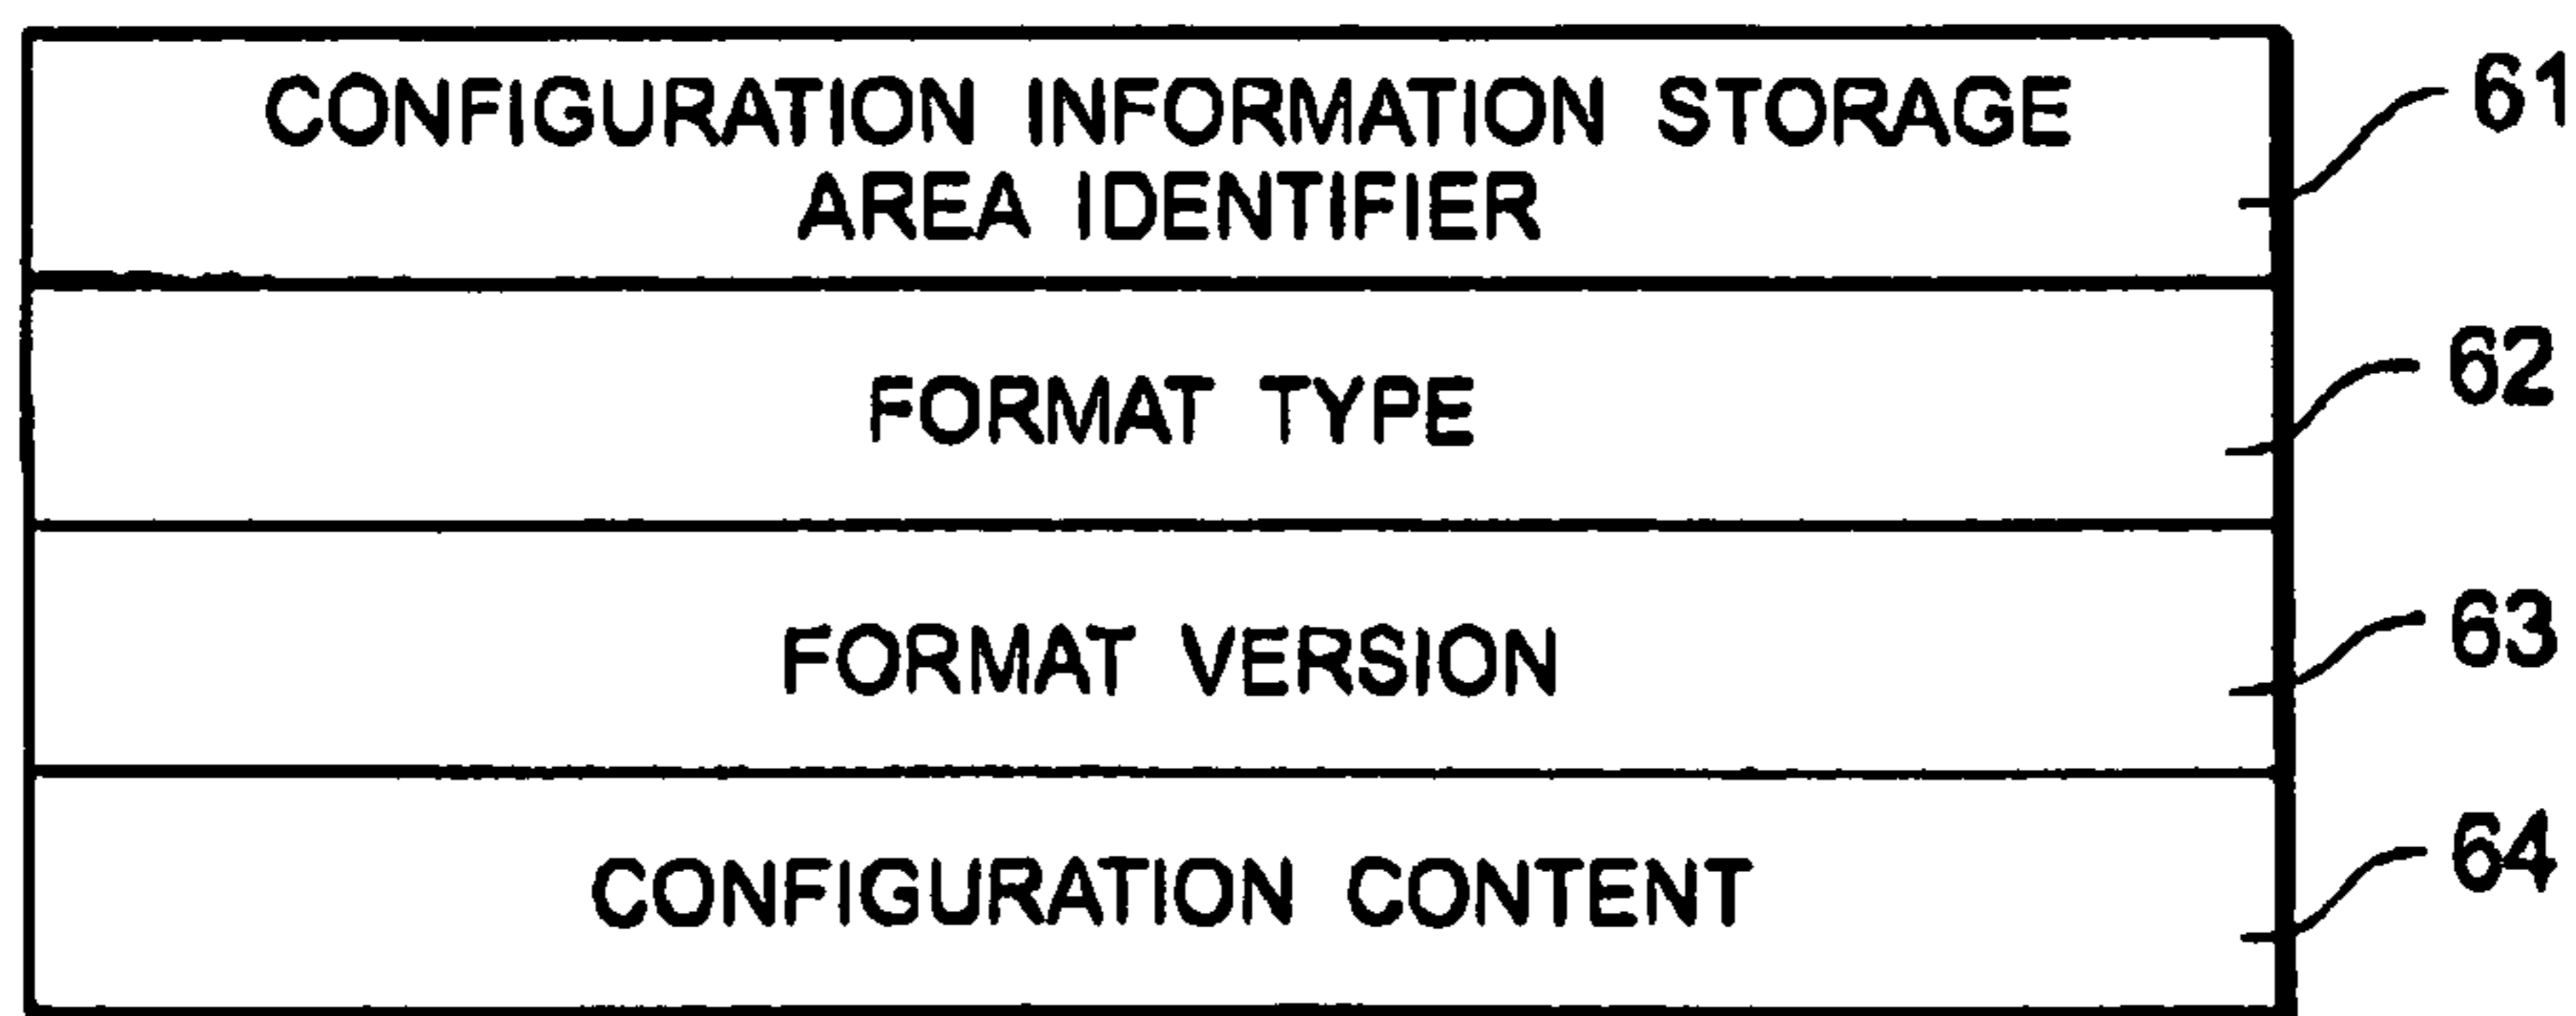 CONFIGURATION INFORMATION STORAGE 61
AREA IDENTIFIER
FORMAT TYPE 62
FORMAT VERSION 63
CONFIGURATION CONTENT 64